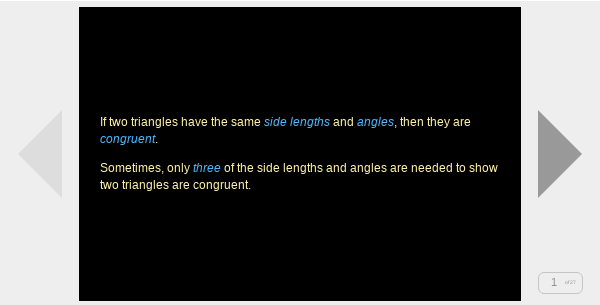 If two triangles have the same side lengths and angles, then they are
congruent.
Sometimes, only three of the side lengths and angles are needed to show
two triangles are congruent.
1